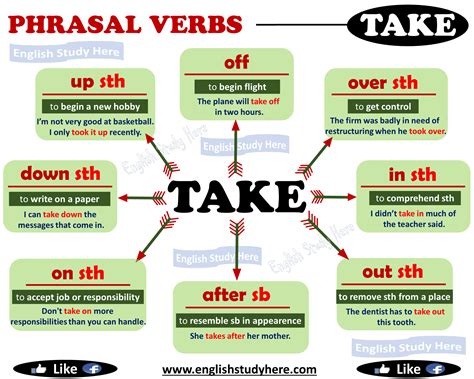 PHRASAL VERBS
TAKE
English Study Here
up sth
to begin a new hobby
I'm not very good at basketball.
I only took it up recently.
off
to begin flight
The plane will take off
in two hours.
over sth
to get control
The firm was badly in need of
restructuring when he took over.
English Study Here
English Study Here
down sth
to write on a paper
I can take down the
messages that come in.
TAKE
in sth
to comprehend sth
I didn't take in much of
the teacher said.
English Study Here
English Study Here
on sth
to accept job or responsibility
Don't take on more
responsibilities than you can handle.
after sb
to resemble sb in appearence
She takes after her mother.
out sth
to remove sth from a place
The dentist has to take out
this tooth.
Like f
www.englishstudyhere.com
Like f